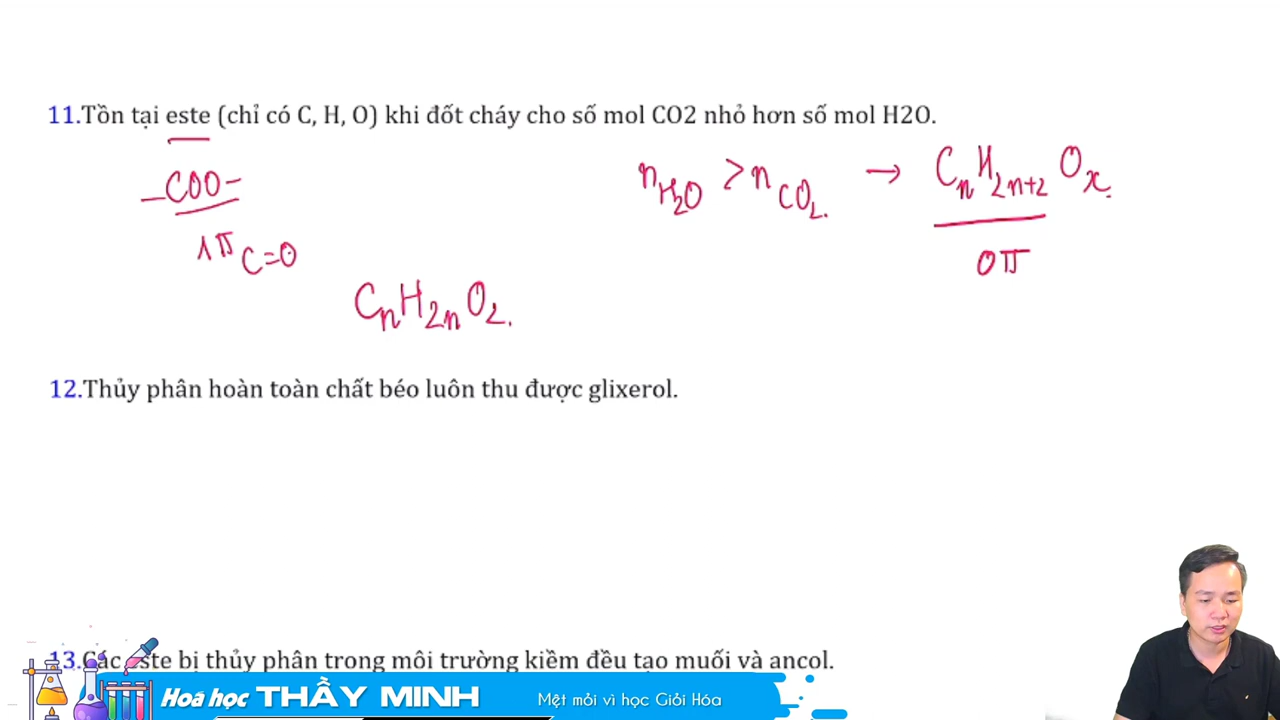 11.Tồn tại este (chỉ có C, H, O) khi đốt cháy cho số mol CO2 nhỏ hơn số mol H2O.
–COO–
1π C=O
nH2O > nCO2. → CnH2n+2Ox.
0π
CnH2nO2.
12.Thủy phân hoàn toàn chất béo luôn thu được glixerol.
13.Các este bị thủy phân trong môi trường kiềm đều tạo muối và ancol.
Hoá học THẦY MINH
Mệt mỏi vì học Giỏi Hóa